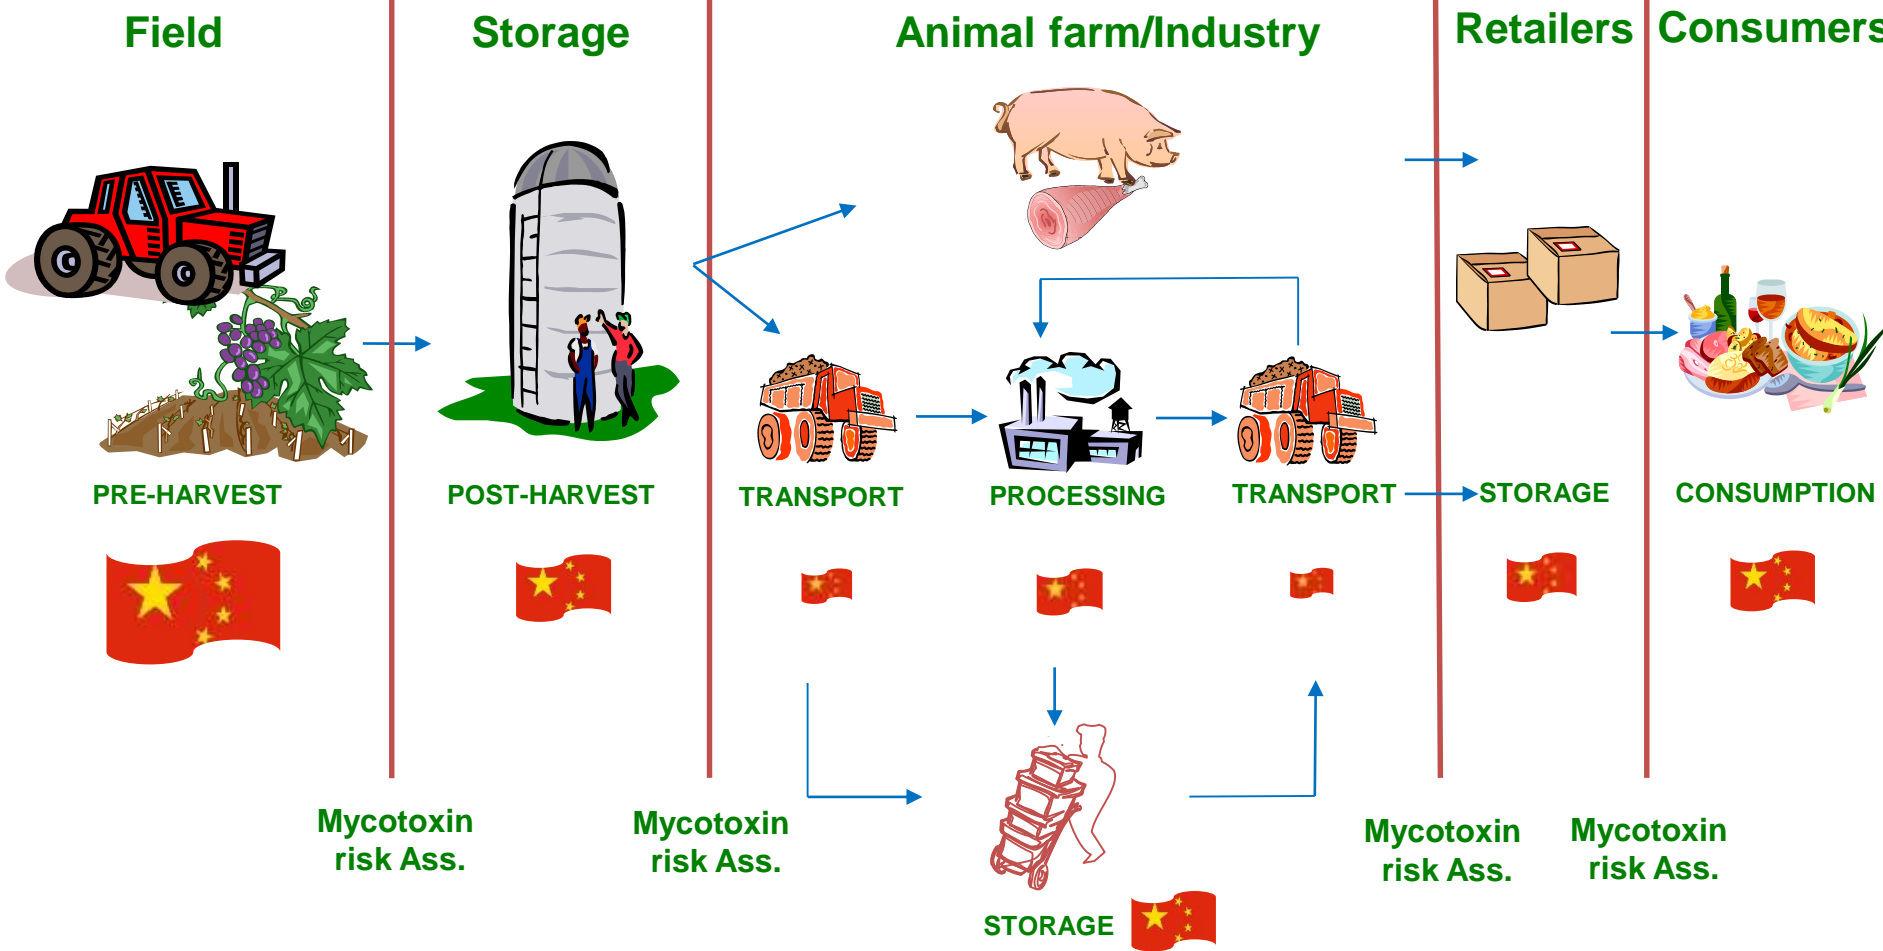 Field
Storage
Animal farm/Industry
Retailers
Consumers
PRE-HARVEST
POST-HARVEST
TRANSPORT
PROCESSING
TRANSPORT
STORAGE
CONSUMPTION
Mycotoxin
risk Ass.
Mycotoxin
risk Ass.
Mycotoxin
risk Ass.
Mycotoxin
risk Ass.
STORAGE